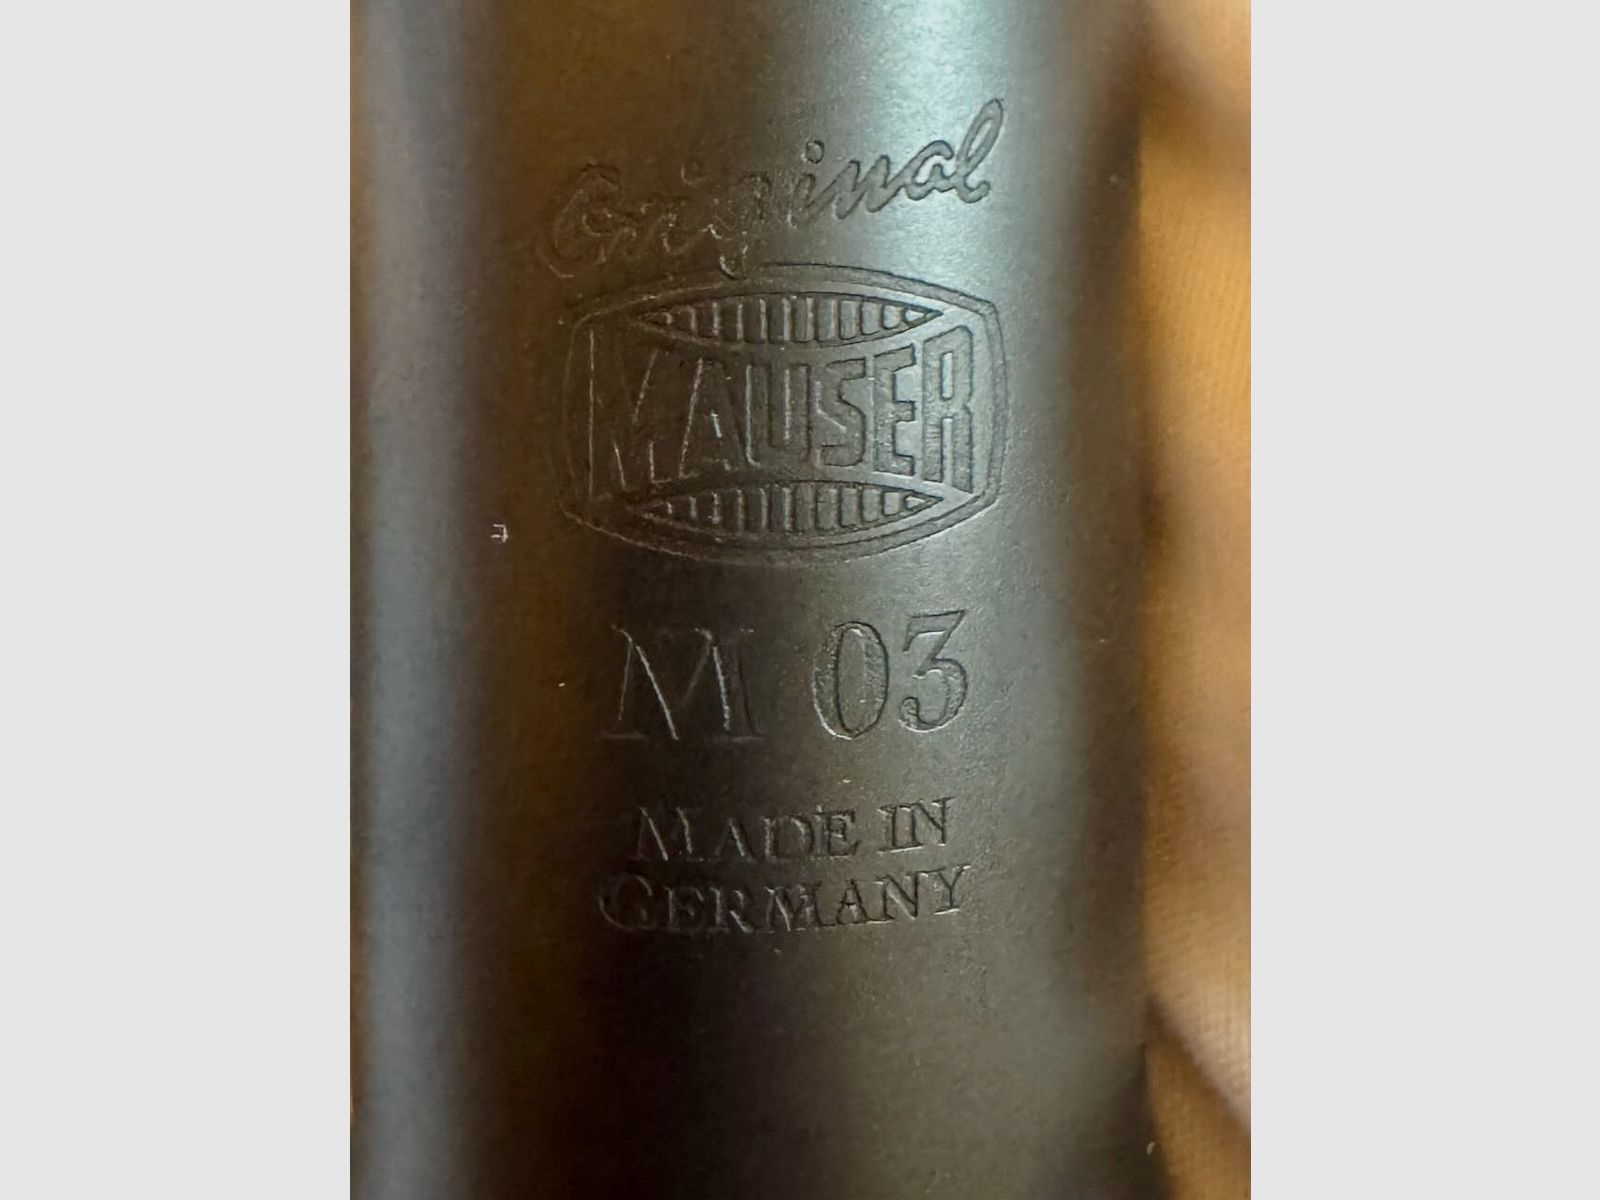 Original
MAUSER
M 03
MADE IN
GERMANY